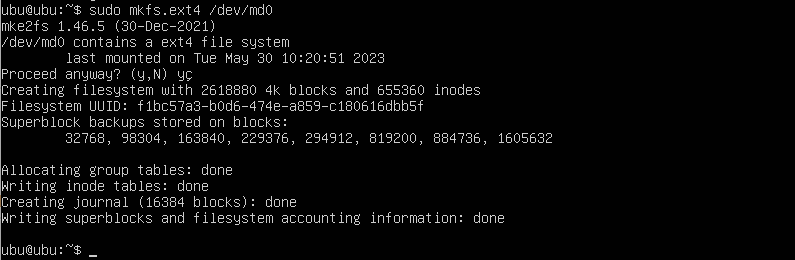 ubu@ubu:~$ sudo mkfs.ext4 /dev/md0
mke2fs 1.46.5 (30-Dec-2021)
/dev/md0 contains a ext4 file system
last mounted on Tue May 30 10:20:51 2023
Proceed anyway? (y,N) yç
Creating filesystem with 2618880 4k blocks and 655360 inodes
Filesystem UUID: f1bc57a3-b0d6-474e-a859-c180616dbb5f
Superblock backups stored on blocks:
32768, 98304, 163840, 229376, 294912, 819200, 884736, 1605632
Allocating group tables: done
Writing inode tables: done
Creating journal (16384 blocks): done
Writing superblocks and filesystem accounting information: done
ubu@ubu:~$ _